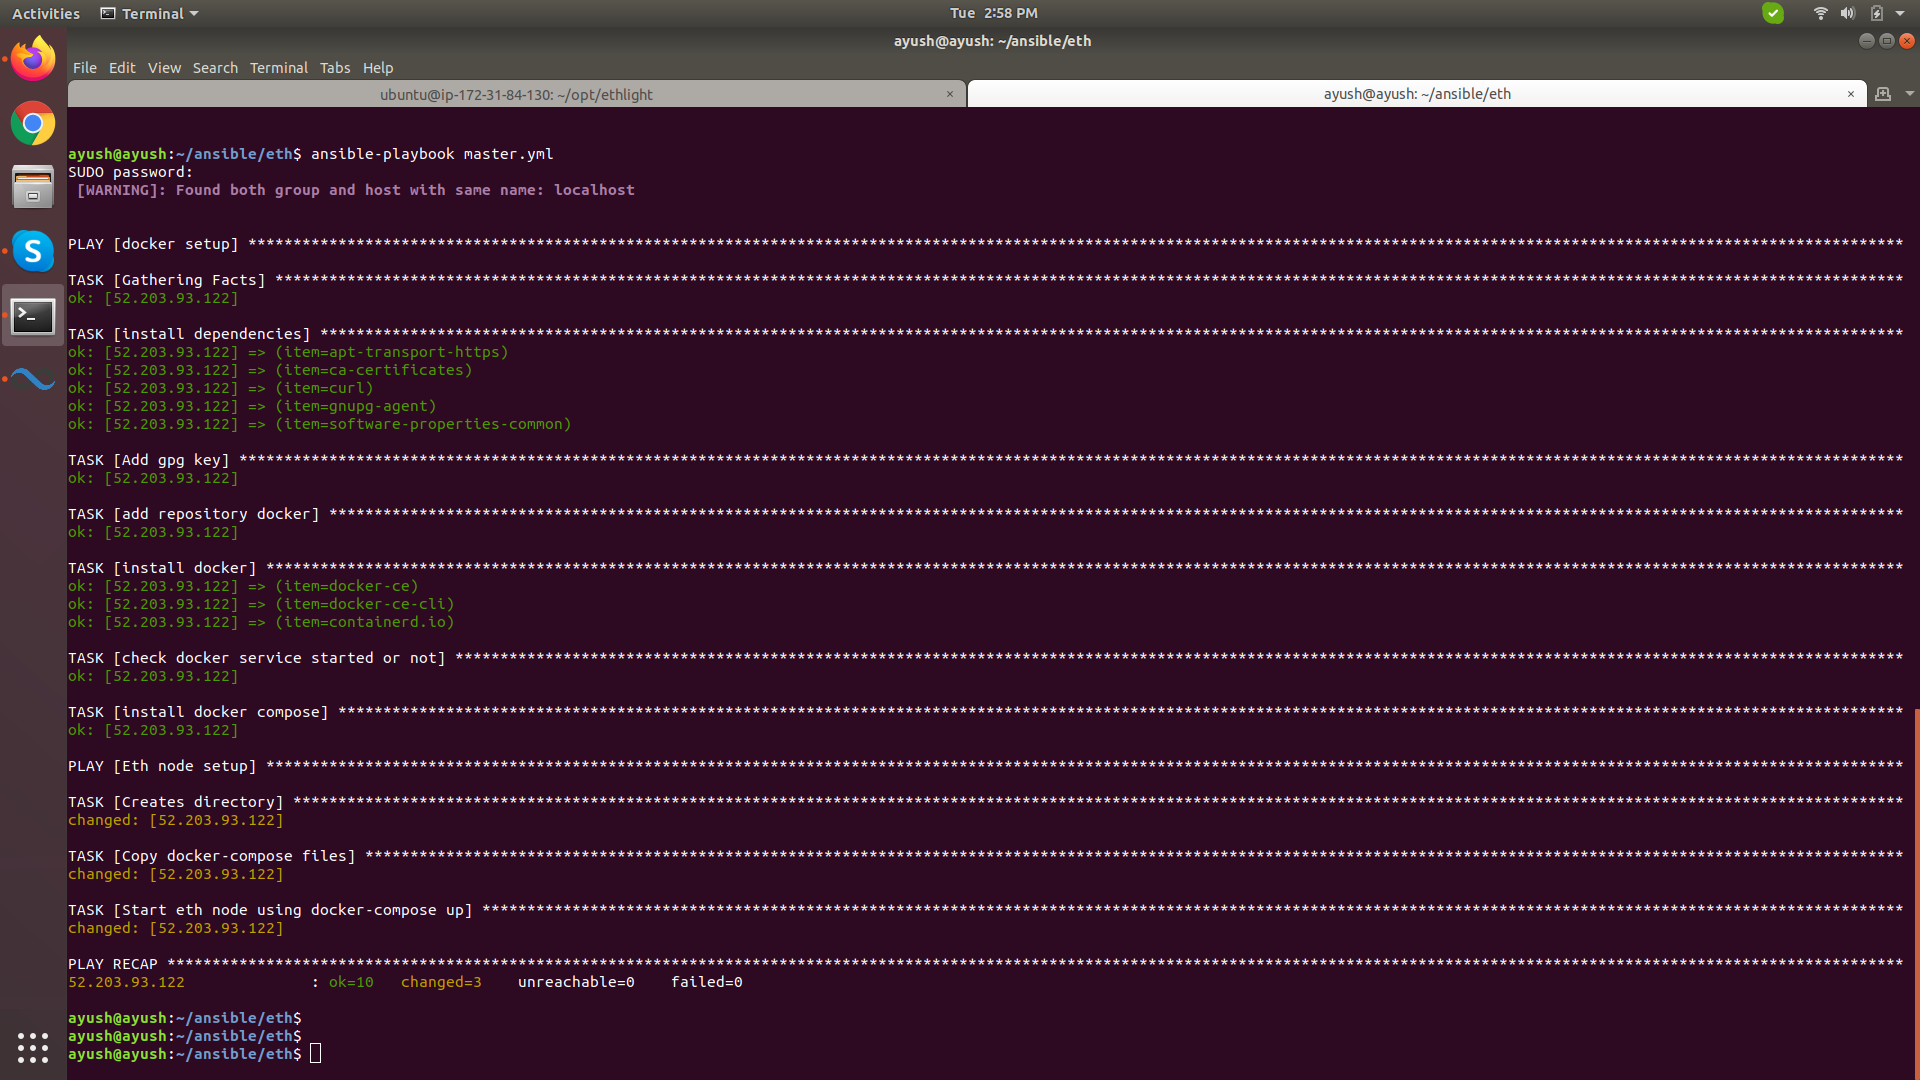 Activities Terminal Tue 2:58 PM
ayush@ayush: ~/ansible/eth
File Edit View Search Terminal Tabs Help
ubuntu@ip-172-31-84-130: ~/opt/ethlight × ayush@ayush: ~/ansible/eth ×
ayush@ayush:~/ansible/eth$ ansible-playbook master.yml
SUDO password:
[WARNING]: Found both group and host with same name: localhost
PLAY [docker setup] ****************************************************************
TASK [Gathering Facts] ****************************************************************
ok: [52.203.93.122]
TASK [install dependencies] ****************************************************************
ok: [52.203.93.122] => (item=apt-transport-https)
ok: [52.203.93.122] => (item=ca-certificates)
ok: [52.203.93.122] => (item=curl)
ok: [52.203.93.122] => (item=gnupg-agent)
ok: [52.203.93.122] => (item=software-properties-common)
TASK [Add gpg key] ****************************************************************
ok: [52.203.93.122]
TASK [add repository docker] ****************************************************************
ok: [52.203.93.122]
TASK [install docker] ****************************************************************
ok: [52.203.93.122] => (item=docker-ce)
ok: [52.203.93.122] => (item=docker-ce-cli)
ok: [52.203.93.122] => (item=containerd.io)
TASK [check docker service started or not] ****************************************************************
ok: [52.203.93.122]
TASK [install docker compose] ****************************************************************
ok: [52.203.93.122]
PLAY [Eth node setup] ****************************************************************
TASK [Creates directory] ****************************************************************
changed: [52.203.93.122]
TASK [Copy docker-compose files] ****************************************************************
changed: [52.203.93.122]
TASK [Start eth node using docker-compose up] ****************************************************************
changed: [52.203.93.122]
PLAY RECAP ****************************************************************
52.203.93.122 : ok=10 changed=3 unreachable=0 failed=0
ayush@ayush:~/ansible/eth$
ayush@ayush:~/ansible/eth$
ayush@ayush:~/ansible/eth$